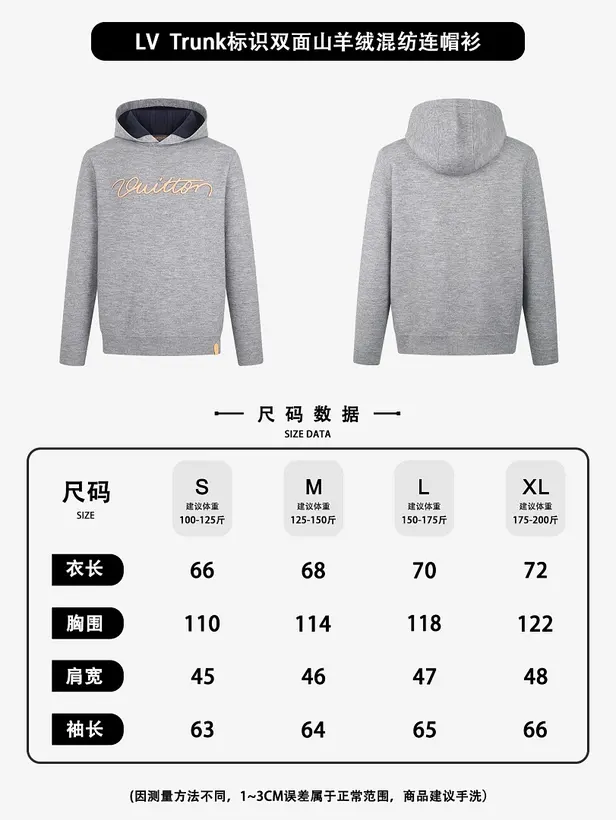 LV Trunk标识双面山羊绒混纺连帽衫
Vuitton
尺码数据
SIZE DATA
尺码 S M L XL
SIZE 建议体重 建议体重 建议体重 建议体重
100-125斤 125-150斤 150-175斤 175-200斤
衣长 66 68 70 72
胸围 110 114 118 122
肩宽 45 46 47 48
袖长 63 64 65 66
(因测量方法不同，1~3CM误差属于正常范围，商品建议手洗)